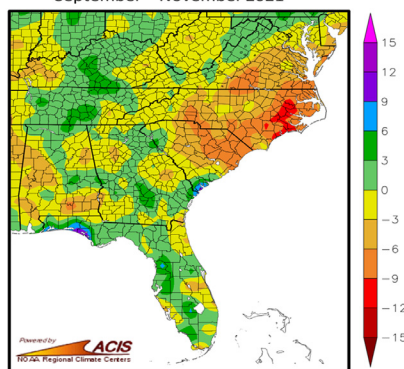 September - November 2021
15
12
9
6
3
0
-3
-6
-9
-12
-15
Powered by
ACIS
NOAA Regional Climate Centers